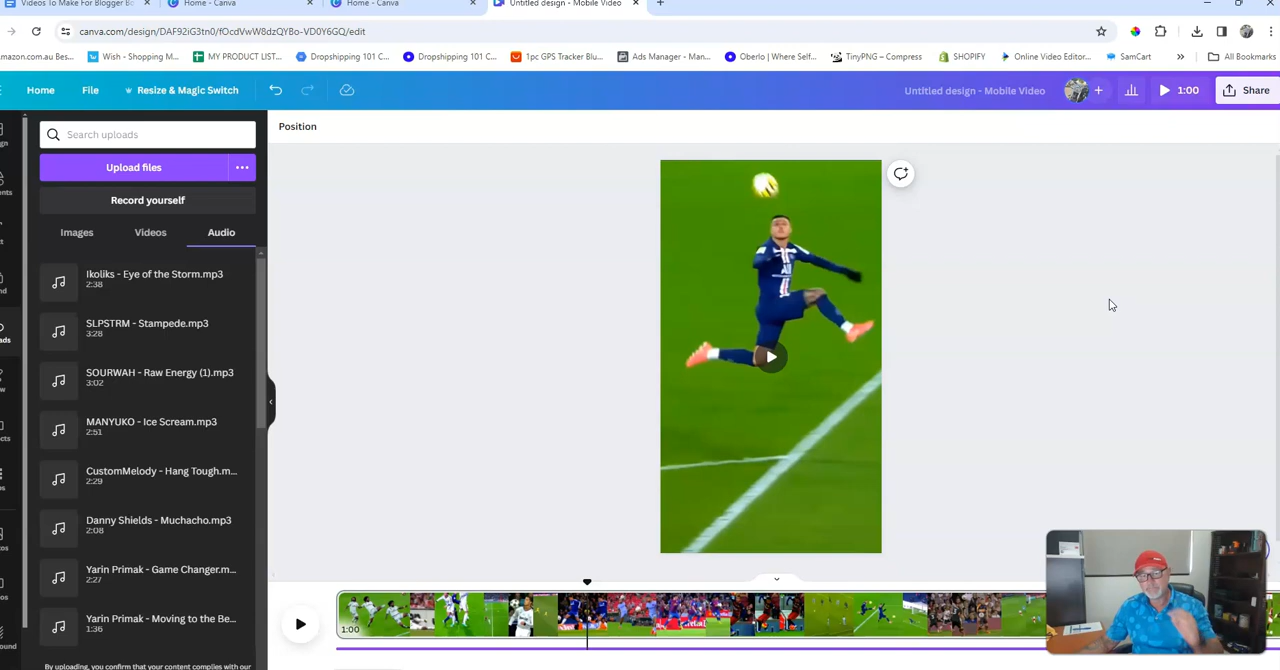 Videos To Make For Blogger Bo
Home - Canva
Home - Canva
Untitled design - Mobile Video
canva.com/design/DAF92iG3tn0/fOcdVwW8dzQYBo-VD0Y6GQ/edit
amazon.com.au Bes...
Wish - Shopping M...
MY PRODUCT LIST...
Dropshipping 101 C...
Dropshipping 101 C...
1pc GPS Tracker Blu...
Ads Manager - Man...
Oberlo | Where Self...
TinyPNG – Compress
SHOPIFY
Online Video Editor...
SamCart
All Bookmarks
Home
File
Resize & Magic Switch
Untitled design - Mobile Video
1:00
Share
Search uploads
Position
Upload files
Record yourself
Images
Videos
Audio
Ikoliks - Eye of the Storm.mp3
2:38
SLPSTRM - Stampede.mp3
3:28
SOURWAH - Raw Energy (1).mp3
3:02
MANYUKO - Ice Scream.mp3
2:51
CustomMelody - Hang Tough.m...
2:29
Danny Shields - Muchacho.mp3
2:08
Yarin Primak - Game Changer.m...
2:27
Yarin Primak - Moving to the Be...
1:36
1:00
By uploading, you confirm that your content complies with our